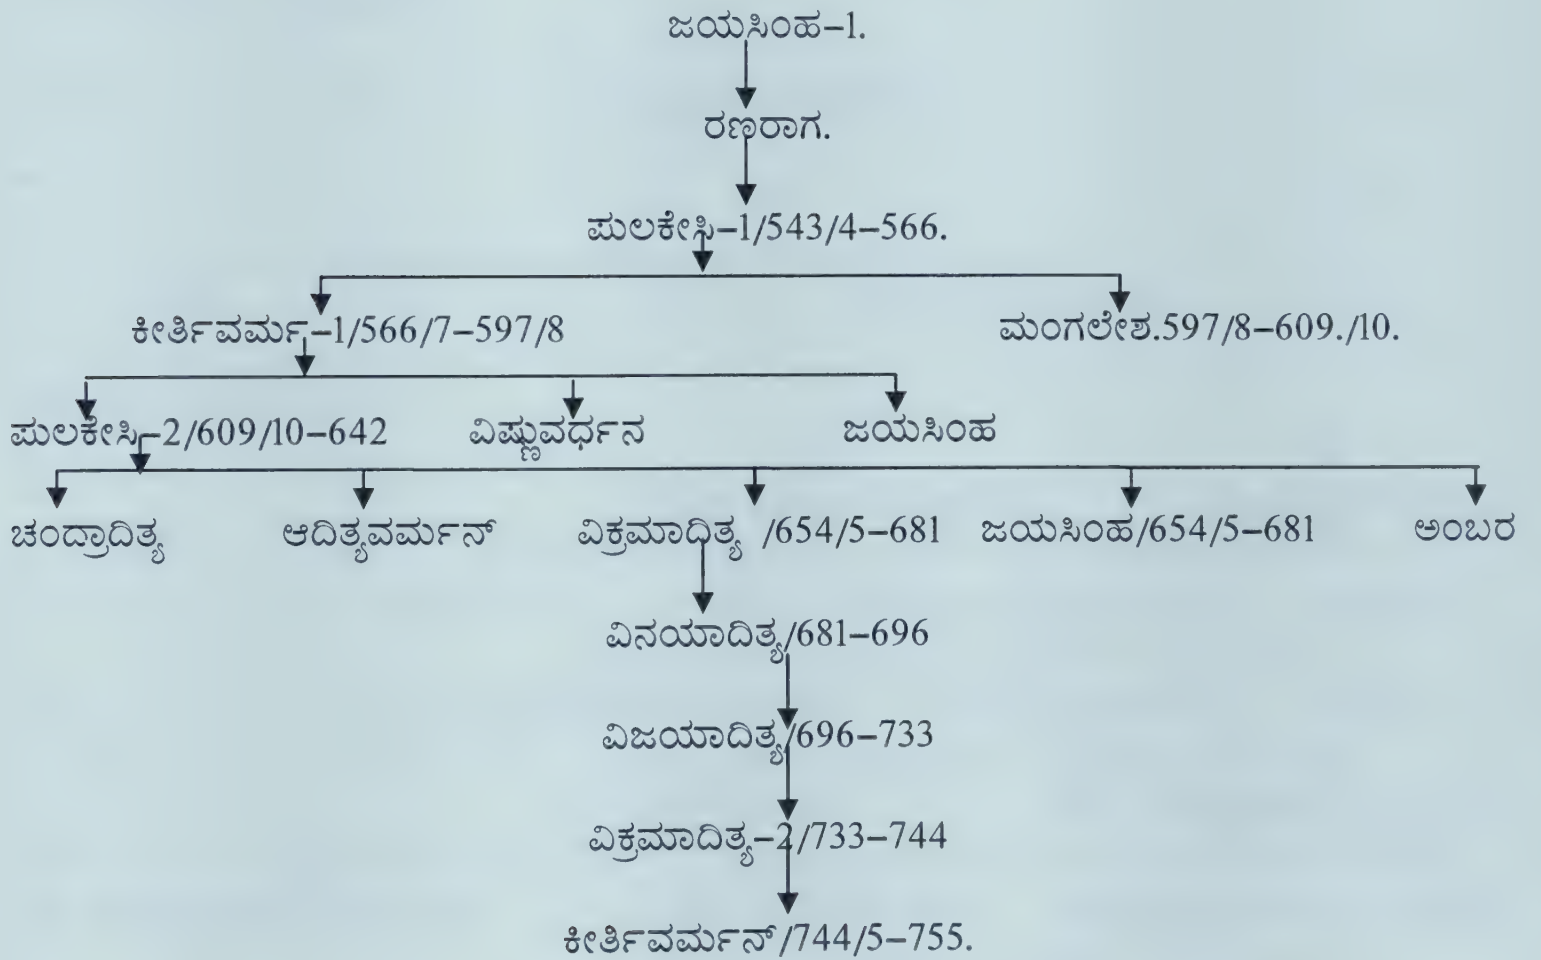 ಜಯಸಿಂಹ–1.
ರಣರಾಗ.
ಪುಲಕೇಸಿ–1/543/4–566.
ಕೀರ್ತಿವರ್ಮ–1/566/7–597/8 ಮಂಗಲೇಶ.597/8–609./10.
ಪುಲಕೇಸಿ–2/609/10–642 ವಿಷ್ಣುವರ್ಧನ ಜಯಸಿಂಹ
ಚಂದ್ರಾದಿತ್ಯ ಆದಿತ್ಯವರ್ಮನ್ ವಿಕ್ರಮಾದಿತ್ಯ /654/5–681 ಜಯಸಿಂಹ/654/5–681 ಅಂಬರ
ವಿನಯಾದಿತ್ಯ/681–696
ವಿಜಯಾದಿತ್ಯ/696–733
ವಿಕ್ರಮಾದಿತ್ಯ–2/733–744
ಕೀರ್ತಿವರ್ಮನ್/744/5–755.